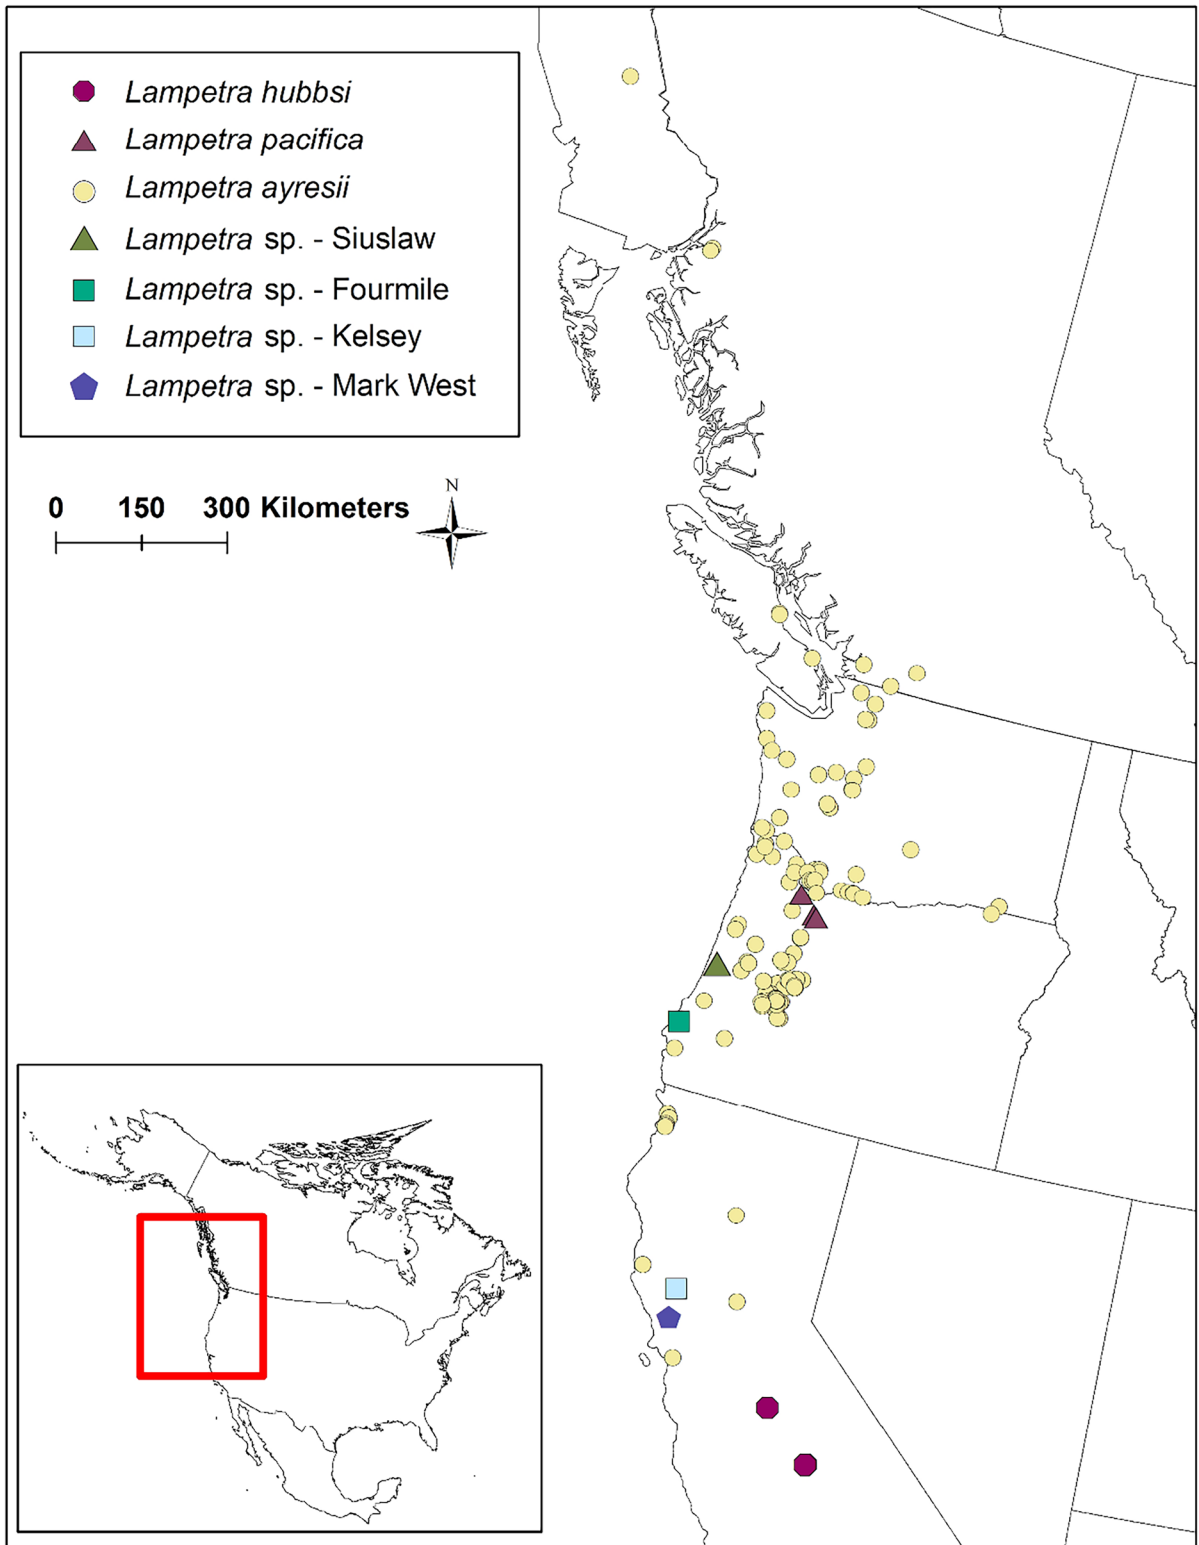 Lampetra hubbsi
Lampetra pacifica
Lampetra ayresii
Lampetra sp. - Siuslaw
Lampetra sp. - Fourmile
Lampetra sp. - Kelsey
Lampetra sp. - Mark West
0 150 300 Kilometers
N